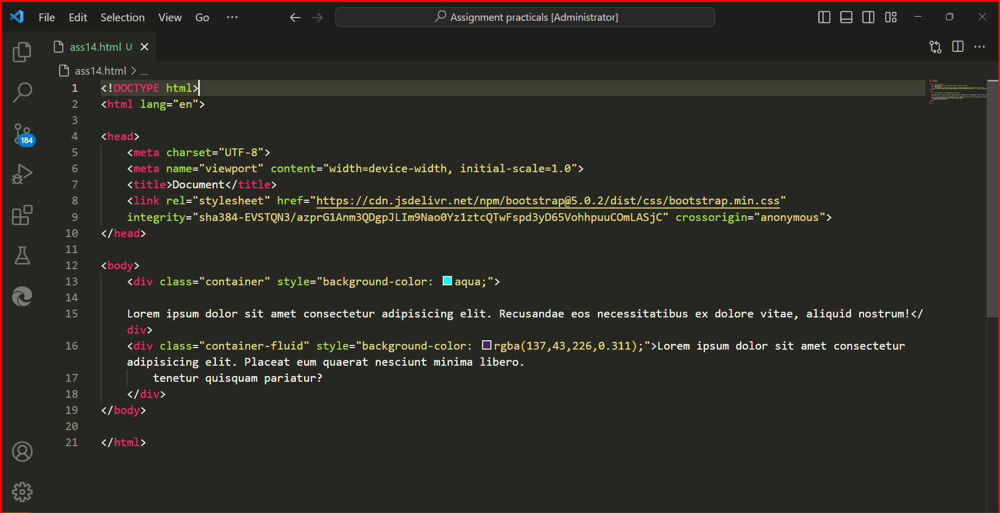 File Edit Selection View Go ··· Assignment practicals [Administrator]
ass14.html U
ass14.html > ...
1 <!DOCTYPE html>
2 <html lang="en">
3
4 <head>
5 <meta charset="UTF-8">
6 <meta name="viewport" content="width=device-width, initial-scale=1.0">
7 <title>Document</title>
8 <link rel="stylesheet" href="https://cdn.jsdelivr.net/npm/bootstrap@5.0.2/dist/css/bootstrap.min.css"
9 integrity="sha384-EVSTQN3/azprG1Anm3QDgpJLIm9Nao0Yz1ztcQTwFspd3yD65VohhpuuCOmLASjC" crossorigin="anonymous">
10 </head>
11
12 <body>
13 <div class="container" style="background-color: aqua;">
14
15 Lorem ipsum dolor sit amet consectetur adipisicing elit. Recusandae eos necessitatibus ex dolore vitae, aliquid nostrum!</
div>
16 <div class="container-fluid" style="background-color: rgba(137,43,226,0.311);">Lorem ipsum dolor sit amet consectetur
adipisicing elit. Placeat eum quaerat nesciunt minima libero.
17 tenetur quisquam pariatur?
18 </div>
19 </body>
20
21 </html>
184